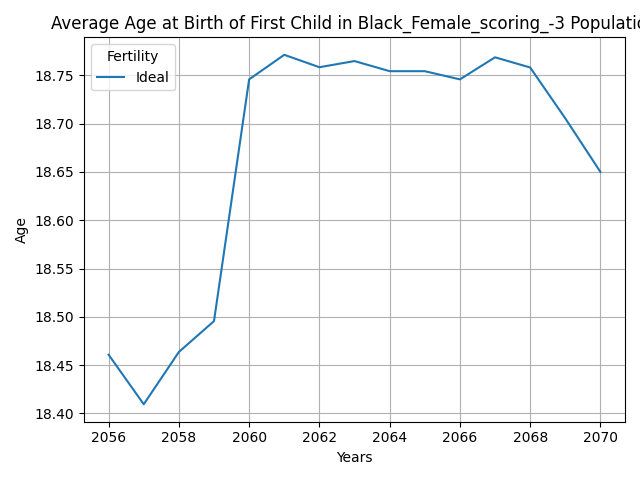 Average Age at Birth of First Child in Black_Female_scoring_-3 Populatio
Fertility
Ideal
18.75
18.70
18.65
18.60
18.55
18.50
18.45
18.40
Age
2056 2058 2060 2062 2064 2066 2068 2070
Years